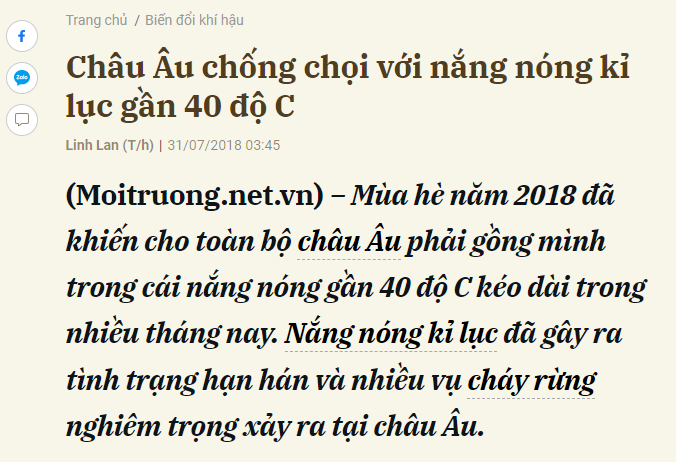 Trang chủ / Biến đổi khí hậu
Châu Âu chống chọi với nắng nóng kỉ
lục gần 40 độ C
Linh Lan (T/h) | 31/07/2018 03:45
(Moitruong.net.vn) – Mùa hè năm 2018 đã
khiến cho toàn bộ châu Âu phải gồng mình
trong cái nắng nóng gần 40 độ C kéo dài trong
nhiều tháng nay. Nắng nóng kỉ lục đã gây ra
tình trạng hạn hán và nhiều vụ cháy rừng
nghiêm trọng xảy ra tại châu Âu.
Zalo